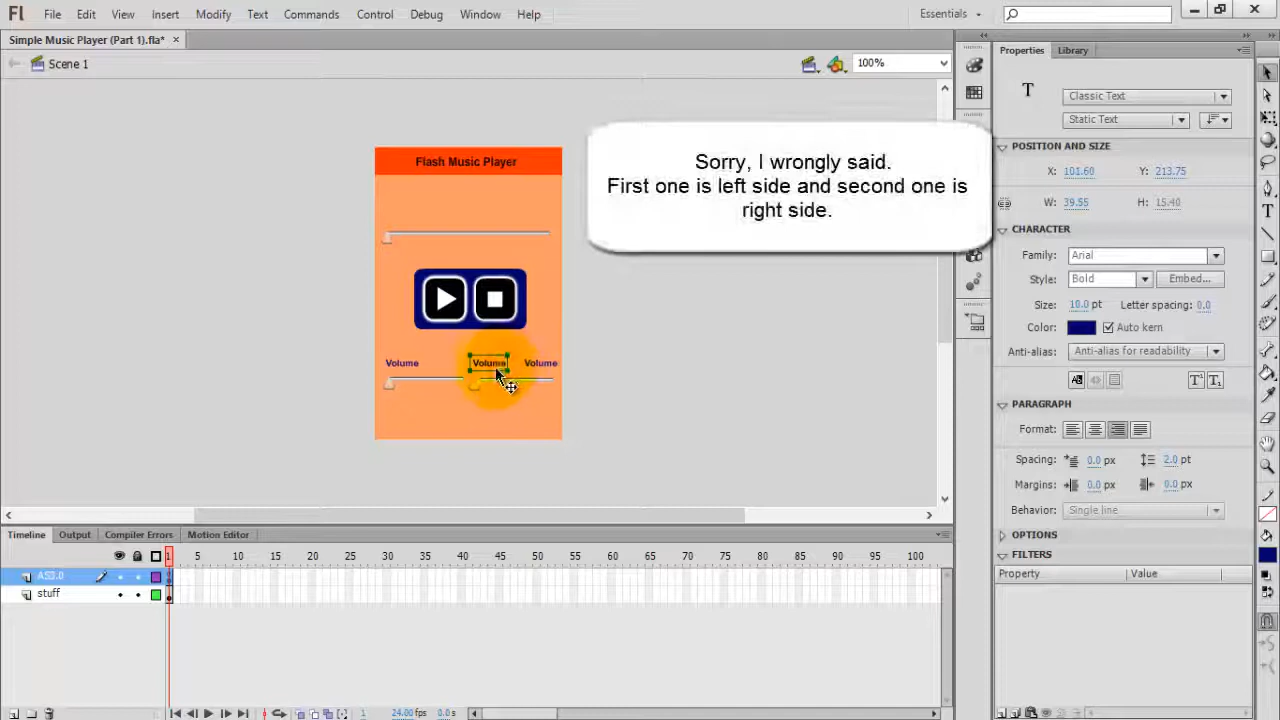 Fl File Edit View Insert Modify Text Commands Control Debug Window Help Essentials
Simple Music Player (Part 1).fla*
Scene 1
100%
Flash Music Player
Volume Volume Volume
Sorry, I wrongly said.
First one is left side and second one is
right side.
Properties Library
T Classic Text
Static Text
POSITION AND SIZE
X: 101.60 Y: 213.75
W: 39.55 H: 15.40
CHARACTER
Family: Arial
Style: Bold Embed...
Size: 10.0 pt Letter spacing: 0.0
Color: Auto kern
Anti-alias: Anti-alias for readability
PARAGRAPH
Format:
Spacing: 0.0 px 2.0 pt
Margins: 0.0 px 0.0 px
Behavior: Single line
OPTIONS
FILTERS
Property Value
Timeline Output Compiler Errors Motion Editor
1 5 10 15 20 25 30 35 40 45 50 55 60 65 70 75 80 85 90 95 100
AS3.0
stuff
1 24.00 fps 0.0 s